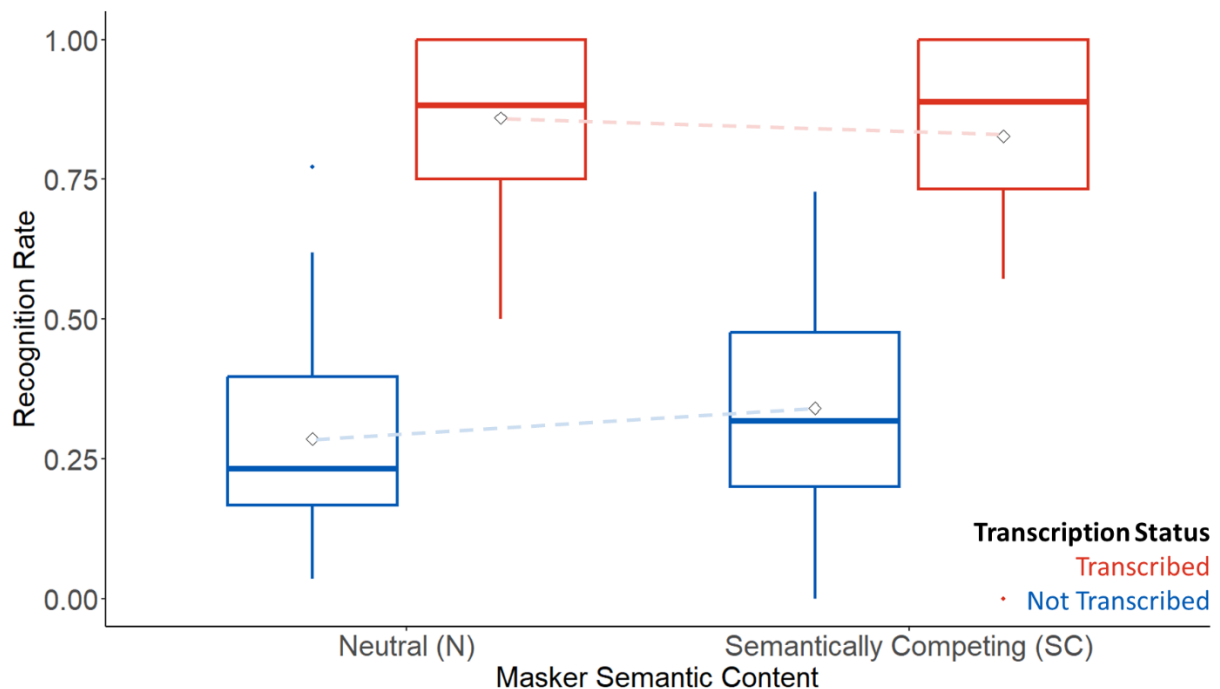 1.00
0.75
0.50
0.25
0.00
Recognition Rate
Transcription Status
Transcribed
Not Transcribed
Neutral (N)
Semantically Competing (SC)
Masker Semantic Content